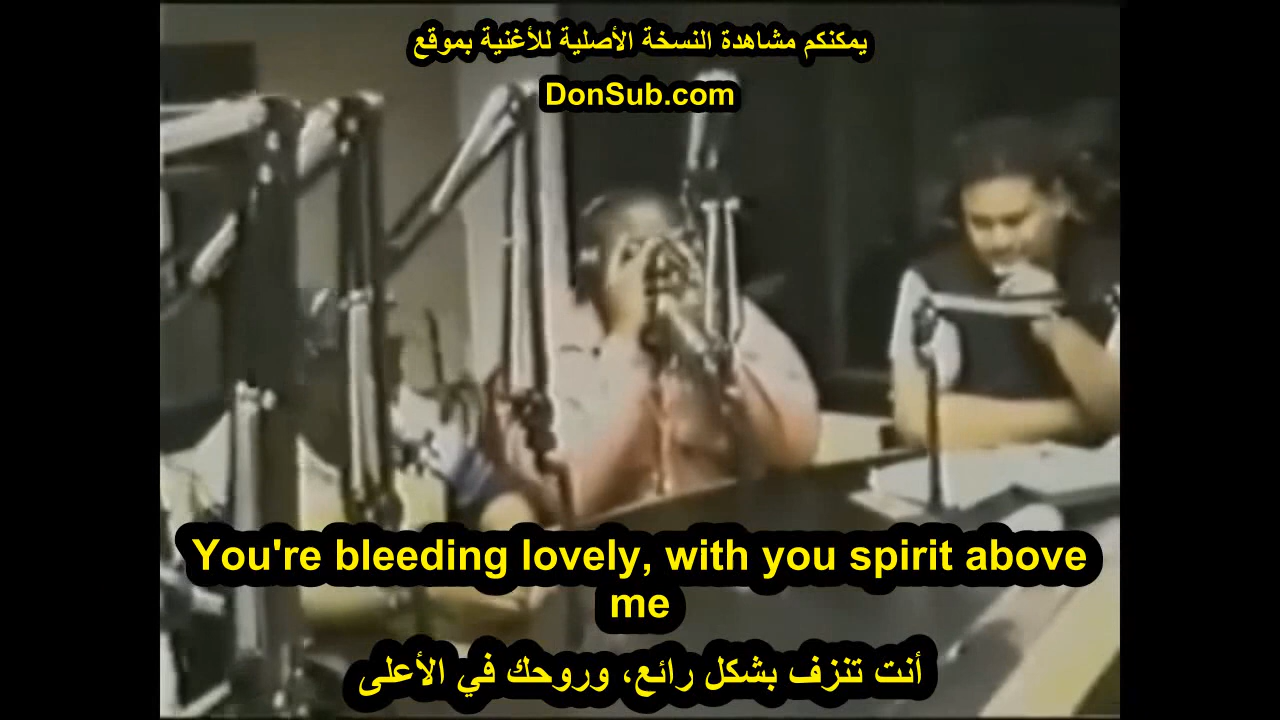 يمكنكم مشاهدة النسخة الأصلية للأغنية بموقع
DonSub.com
You're bleeding lovely, with you spirit above
me
أنت تنزف بشكل رائع، وروحك في الأعلى